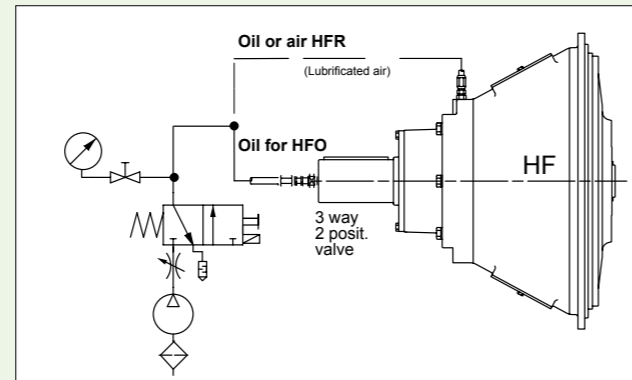 Oil or air HFR
(Lubrificated air)
Oil for HFO
HF
3 way
2 posit.
valve